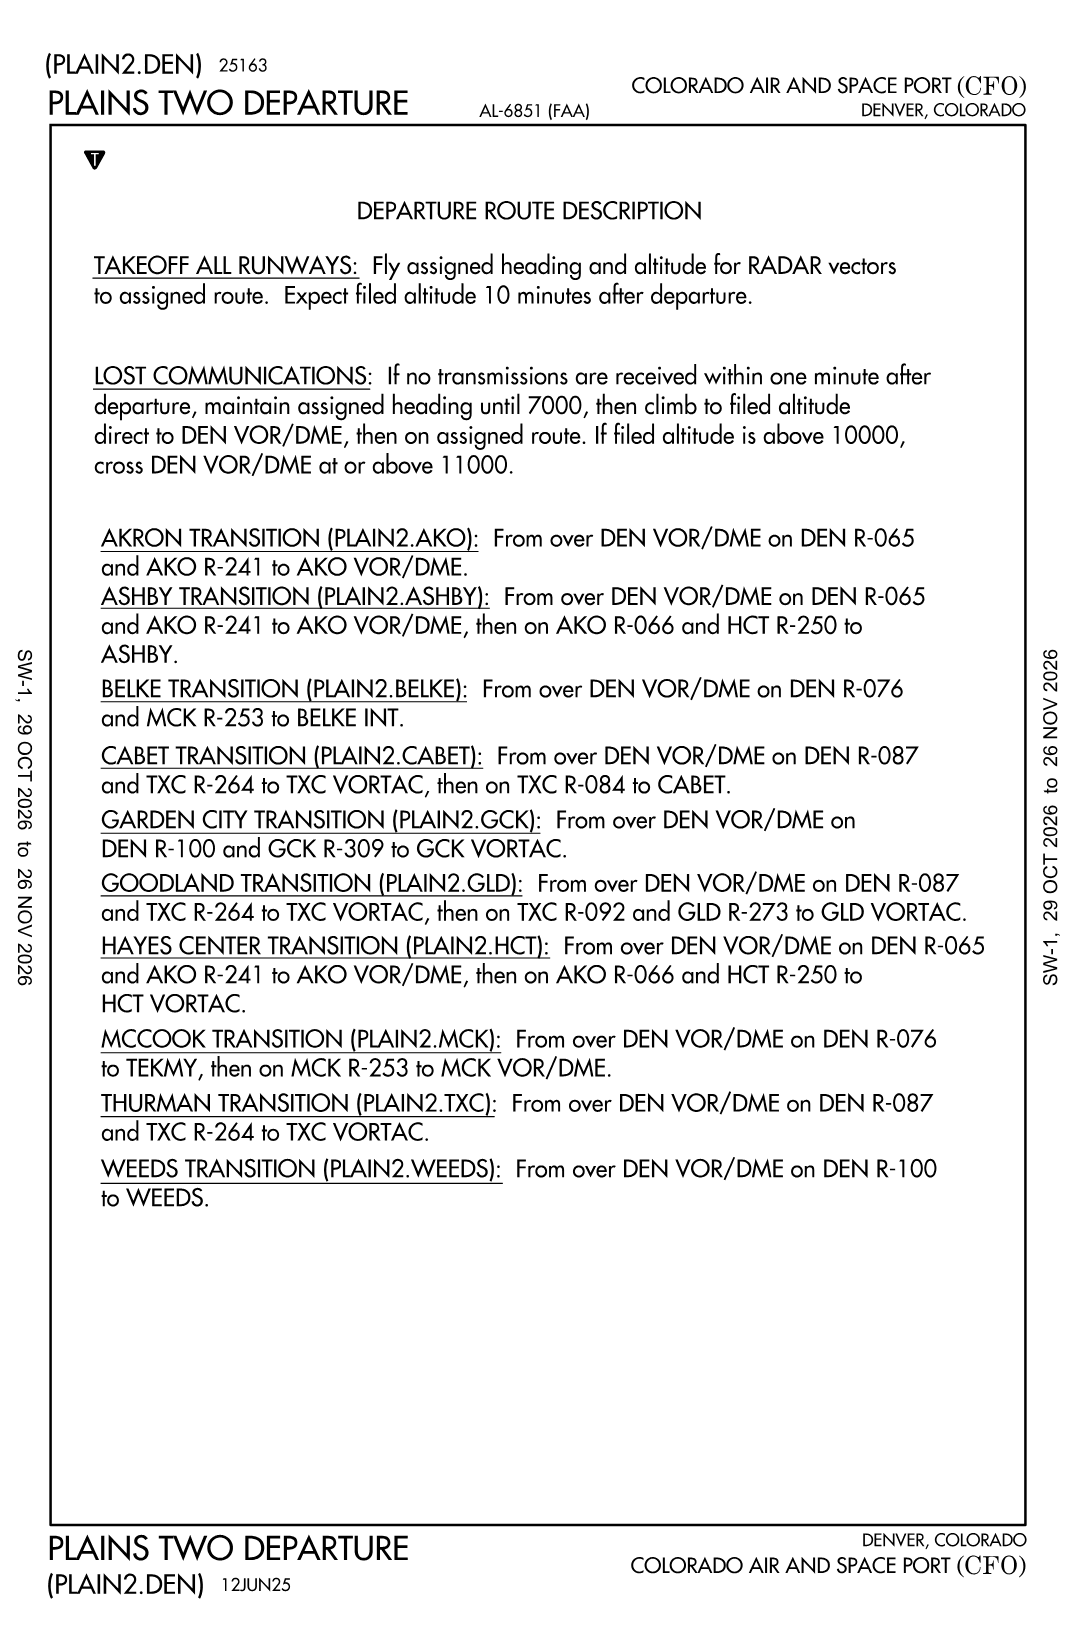 (PLAIN2.DEN) 25163
PLAINS TWO DEPARTURE
AL-6851 (FAA)
COLORADO AIR AND SPACE PORT (CFO)
DENVER, COLORADO
T
DEPARTURE ROUTE DESCRIPTION
TAKEOFF ALL RUNWAYS: Fly assigned heading and altitude for RADAR vectors
to assigned route. Expect filed altitude 10 minutes after departure.
LOST COMMUNICATIONS: If no transmissions are received within one minute after
departure, maintain assigned heading until 7000, then climb to filed altitude
direct to DEN VOR/DME, then on assigned route. If filed altitude is above 10000,
cross DEN VOR/DME at or above 11000.
AKRON TRANSITION (PLAIN2.AKO): From over DEN VOR/DME on DEN R-065
and AKO R-241 to AKO VOR/DME.
ASHBY TRANSITION (PLAIN2.ASHBY): From over DEN VOR/DME on DEN R-065
and AKO R-241 to AKO VOR/DME, then on AKO R-066 and HCT R-250 to
ASHBY.
BELKE TRANSITION (PLAIN2.BELKE): From over DEN VOR/DME on DEN R-076
and MCK R-253 to BELKE INT.
CABET TRANSITION (PLAIN2.CABET): From over DEN VOR/DME on DEN R-087
and TXC R-264 to TXC VORTAC, then on TXC R-084 to CABET.
GARDEN CITY TRANSITION (PLAIN2.GCK): From over DEN VOR/DME on
DEN R-100 and GCK R-309 to GCK VORTAC.
GOODLAND TRANSITION (PLAIN2.GLD): From over DEN VOR/DME on DEN R-087
and TXC R-264 to TXC VORTAC, then on TXC R-092 and GLD R-273 to GLD VORTAC.
HAYES CENTER TRANSITION (PLAIN2.HCT): From over DEN VOR/DME on DEN R-065
and AKO R-241 to AKO VOR/DME, then on AKO R-066 and HCT R-250 to
HCT VORTAC.
MCCOOK TRANSITION (PLAIN2.MCK): From over DEN VOR/DME on DEN R-076
to TEKMY, then on MCK R-253 to MCK VOR/DME.
THURMAN TRANSITION (PLAIN2.TXC): From over DEN VOR/DME on DEN R-087
and TXC R-264 to TXC VORTAC.
WEEDS TRANSITION (PLAIN2.WEEDS): From over DEN VOR/DME on DEN R-100
to WEEDS.
SW-1, 29 OCT 2026 to 26 NOV 2026
SW-1, 29 OCT 2026 to 26 NOV 2026
PLAINS TWO DEPARTURE
(PLAIN2.DEN) 12JUN25
DENVER, COLORADO
COLORADO AIR AND SPACE PORT (CFO)